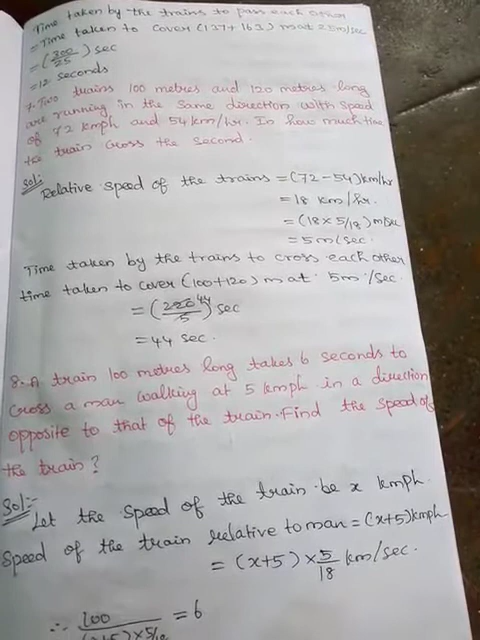 Time taken by the trains to pass each other
= Time taken to cover (137+163) m at 25m/sec
= (300/25) sec
= 12 seconds
7. Two trains 100 metres and 120 metres long
are running in the same direction with speed
of 72 kmph and 54 km/hr. In how much time
the train cross the second.
Sol:
Relative speed of the trains = (72-54) km/hr
= 18 km/hr.
= (18 x 5/18) m/sec
= 5m/sec.
Time taken by the trains to cross each other
time taken to cover (100+120) m at 5m/sec.
= (220/5) 44 sec
= 44 sec.
8. A train 100 metres long takes 6 seconds to
cross a man walking at 5 kmph in a direction
opposite to that of the train. Find the speed of
the train?
Sol:-
Let the speed of the train be x kmph.
Speed of the train relative to man = (x+5) kmph
= (x+5) x 5/18 km/sec.
∴ 100/((x+5) x 5/18) = 6